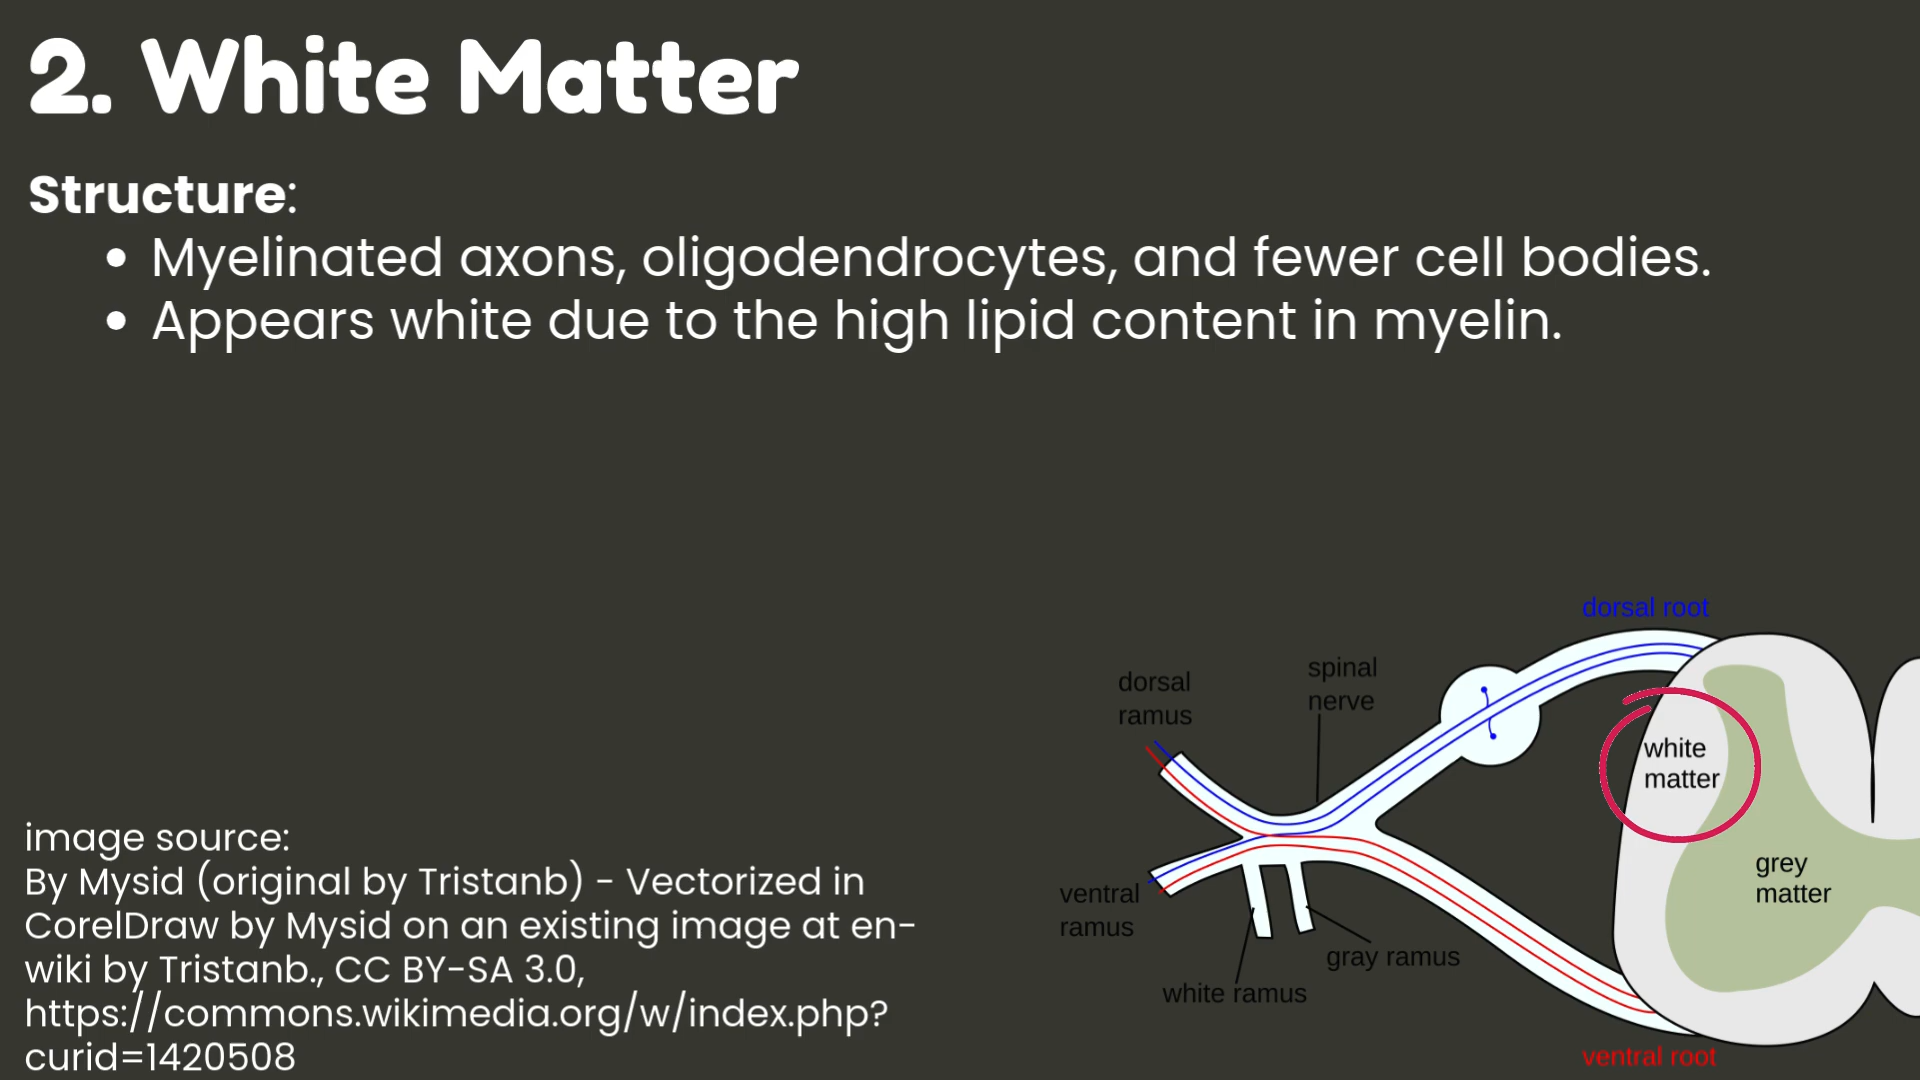 2. White Matter
Structure:
• Myelinated axons, oligodendrocytes, and fewer cell bodies.
• Appears white due to the high lipid content in myelin.
dorsal root
dorsal
ramus
spinal
nerve
white
matter
grey
matter
ventral
ramus
gray ramus
white ramus
ventral root
image source:
By Mysid (original by Tristanb) - Vectorized in
CorelDraw by Mysid on an existing image at en-
wiki by Tristanb., CC BY-SA 3.0,
https://commons.wikimedia.org/w/index.php?
curid=1420508